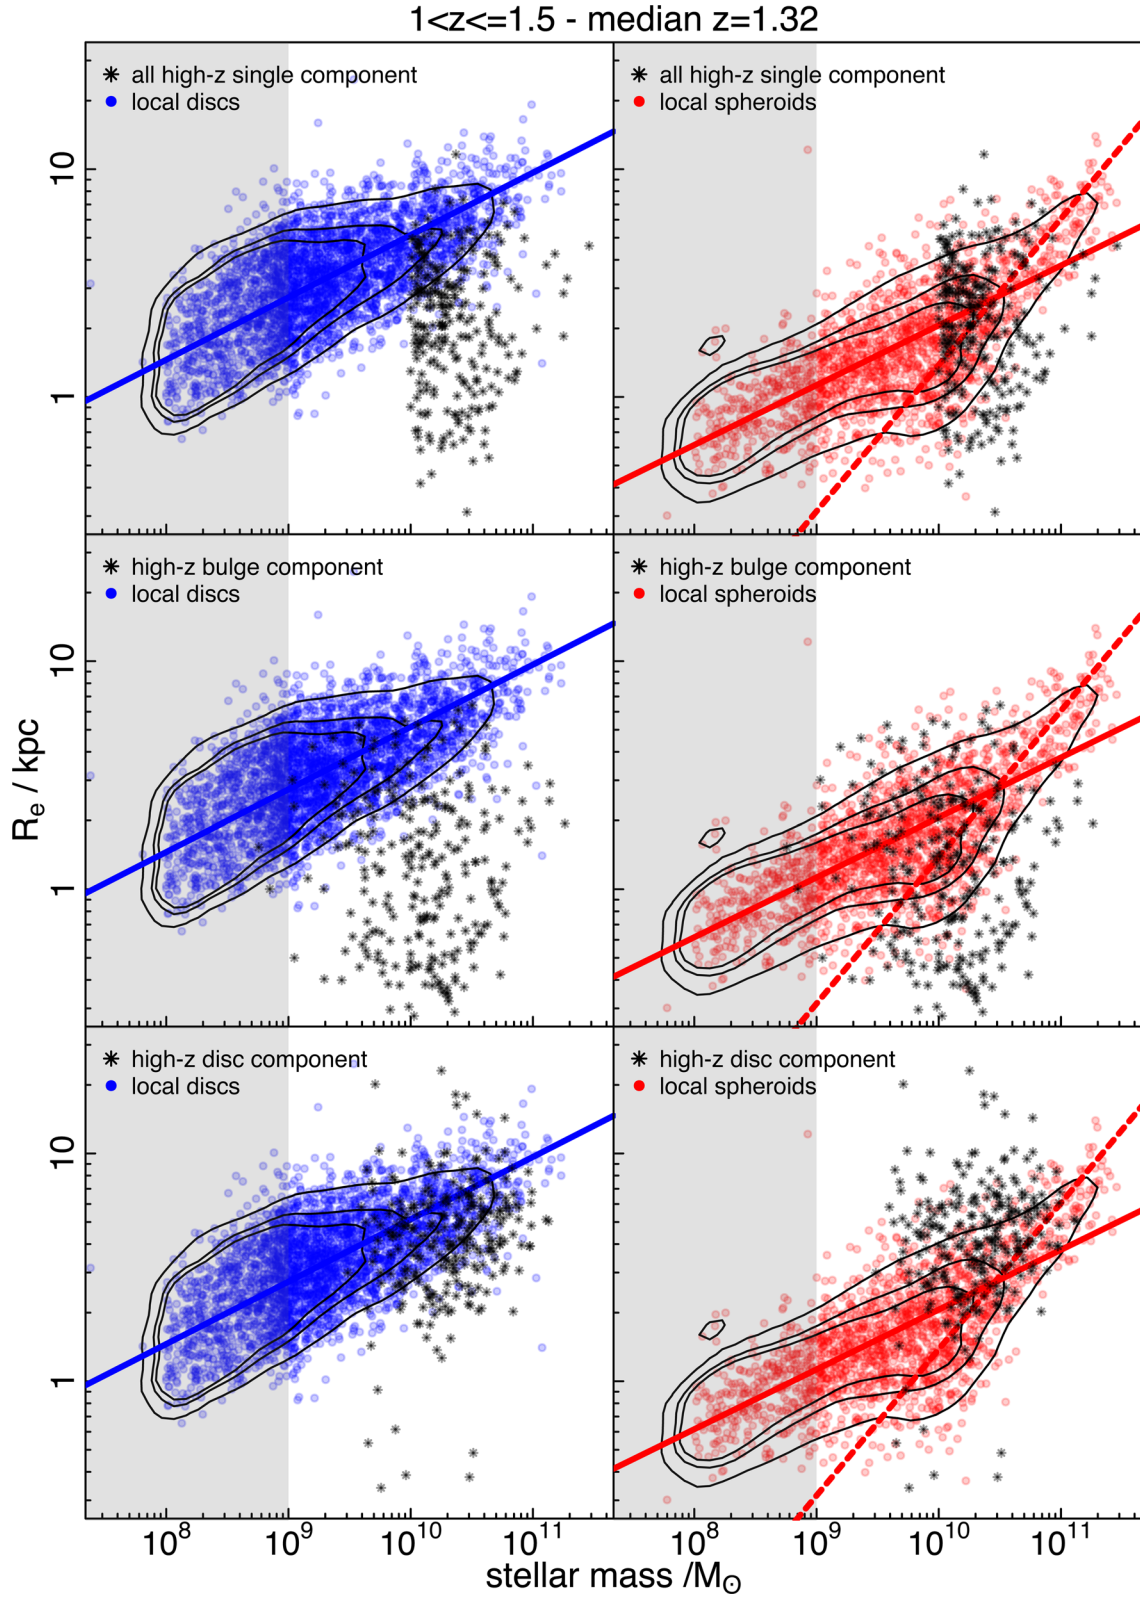 1<z<=1.5 - median z=1.32
all high-z single component
local discs
all high-z single component
local spheroids
10
1
high-z bulge component
local discs
high-z bulge component
local spheroids
10
1
R_e / kpc
high-z disc component
local discs
high-z disc component
local spheroids
10
1
10^8 10^9 10^10 10^11 10^8 10^9 10^10 10^11
stellar mass /M_⊙